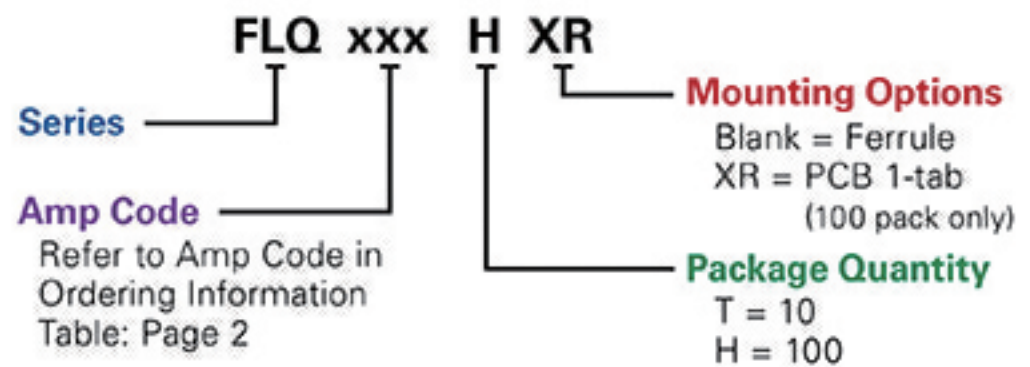 FLQ xxx H XR
Series
Amp Code
Refer to Amp Code in
Ordering Information
Table: Page 2
Mounting Options
Blank = Ferrule
XR = PCB 1-tab
(100 pack only)
Package Quantity
T = 10
H = 100